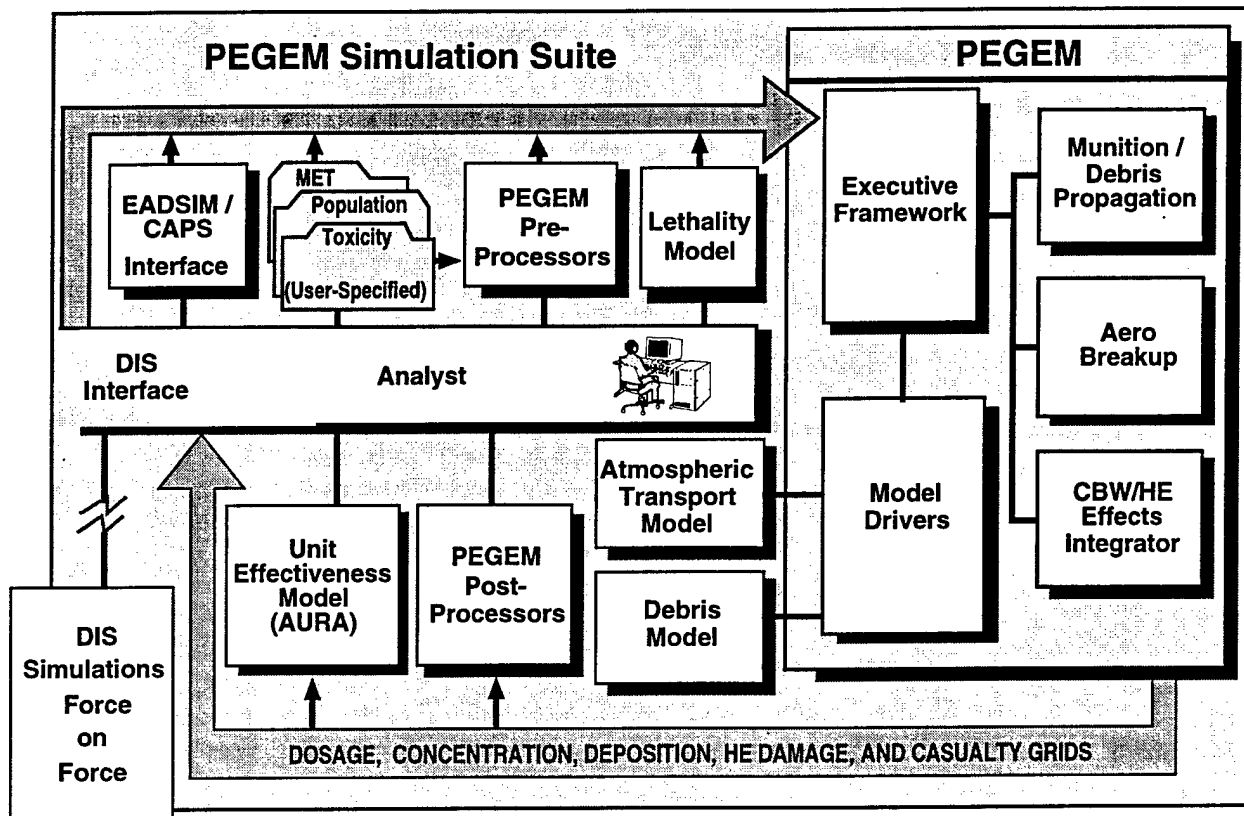 PEGEM Simulation Suite
PEGEM
EADSIM /
CAPS
Interface
MET
Population
Toxicity
(User-Specified)
PEGEM
Pre-
Processors
Lethality
Model
Executive
Framework
Munition /
Debris
Propagation
Aero
Breakup
CBW/HE
Effects
Integrator
DIS
Interface
Analyst
Atmospheric
Transport
Model
Model
Drivers
Unit
Effectiveness
Model
(AURA)
PEGEM
Post-
Processors
Debris
Model
DIS
Simulations
Force
on
Force
DOSAGE, CONCENTRATION, DEPOSITION, HE DAMAGE, AND CASUALTY GRIDS